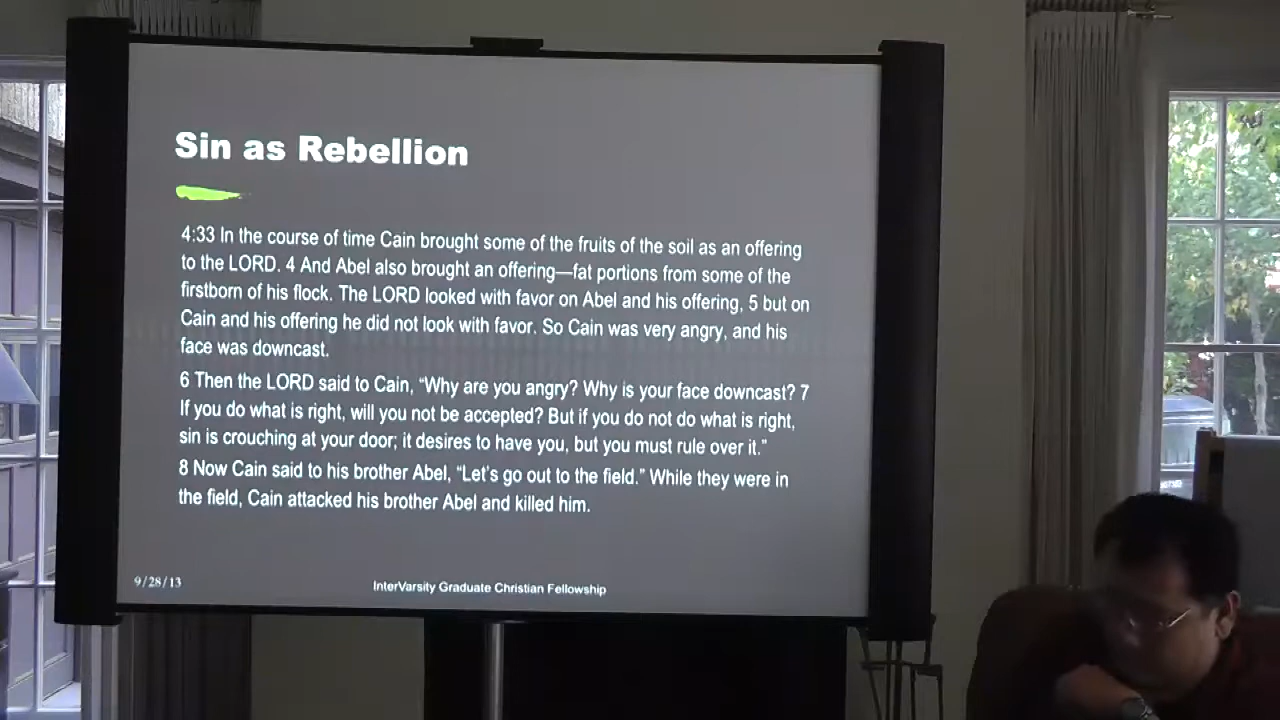 Sin as Rebellion
4:33 In the course of time Cain brought some of the fruits of the soil as an offering
to the LORD. 4 And Abel also brought an offering—fat portions from some of the
firstborn of his flock. The LORD looked with favor on Abel and his offering, 5 but on
Cain and his offering he did not look with favor. So Cain was very angry, and his
face was downcast.
6 Then the LORD said to Cain, “Why are you angry? Why is your face downcast? 7
If you do what is right, will you not be accepted? But if you do not do what is right,
sin is crouching at your door; it desires to have you, but you must rule over it.”
8 Now Cain said to his brother Abel, “Let’s go out to the field.” While they were in
the field, Cain attacked his brother Abel and killed him.
9/28/13
InterVarsity Graduate Christian Fellowship